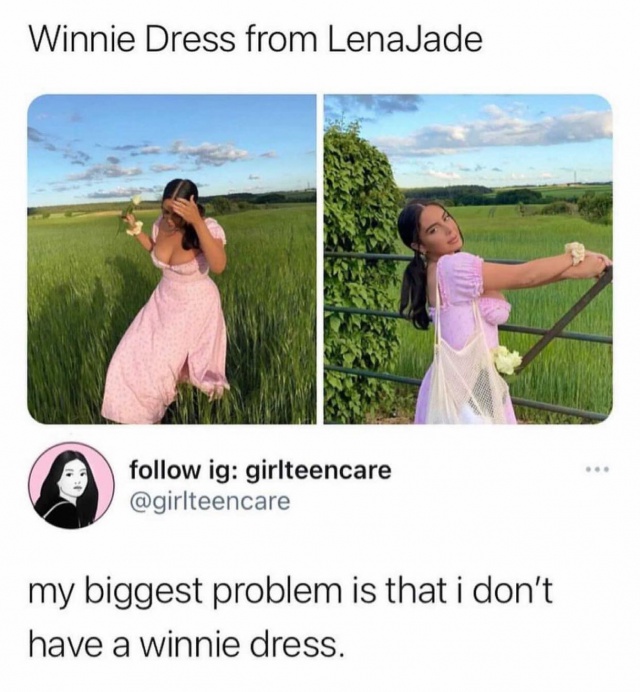 Winnie Dress from LenaJade
follow ig: girlteencare
@girlteencare
my biggest problem is that i don't
have a winnie dress.